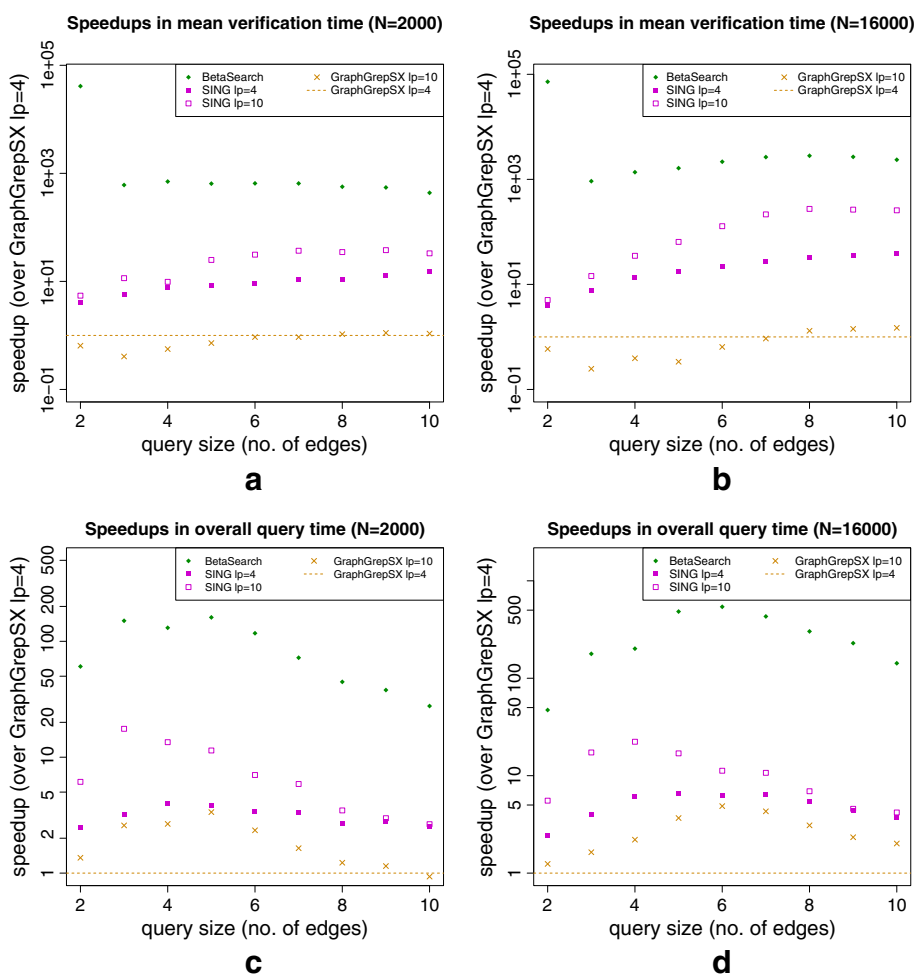 Speedups in mean verification time (N=2000)
speedup (over GraphGrepSX lp=4)
1e+05
1e+03
1e+01
1e−01
BetaSearch
SING lp=4
SING lp=10
GraphGrepSX lp=10
GraphGrepSX lp=4
2 4 6 8 10
query size (no. of edges)
a
Speedups in mean verification time (N=16000)
speedup (over GraphGrepSX lp=4)
1e+05
1e+03
1e+01
1e−01
BetaSearch
SING lp=4
SING lp=10
GraphGrepSX lp=10
GraphGrepSX lp=4
2 4 6 8 10
query size (no. of edges)
b
Speedups in overall query time (N=2000)
speedup (over GraphGrepSX lp=4)
500
200
100
50
20
10
5
2
1
BetaSearch
SING lp=4
SING lp=10
GraphGrepSX lp=10
GraphGrepSX lp=4
2 4 6 8 10
query size (no. of edges)
c
Speedups in overall query time (N=16000)
speedup (over GraphGrepSX lp=4)
500
100
50
10
5
1
BetaSearch
SING lp=4
SING lp=10
GraphGrepSX lp=10
GraphGrepSX lp=4
2 4 6 8 10
query size (no. of edges)
d